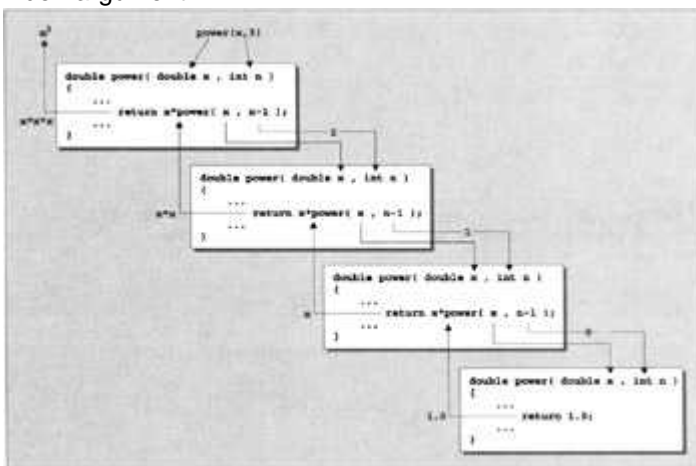 x³ power(x,3)
double power( double x , int n )
{
...
x*x*x return x*power( x , n-1 );
...
}
2
double power( double x , int n )
{
...
x*x return x*power( x , n-1 );
...
}
1
double power( double x , int n )
{
...
x return x*power( x , n-1 );
...
}
0
double power( double x , int n )
{
...
1.0 return 1.0;
...
}